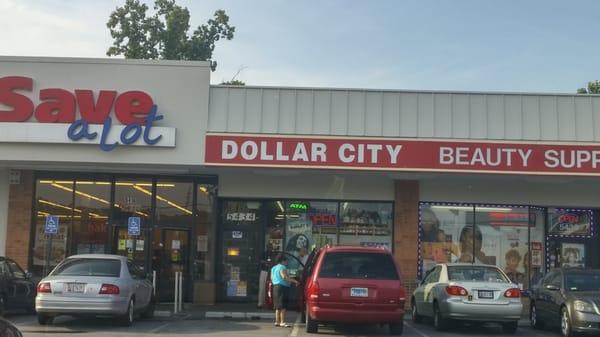 Save
a Lot
DOLLAR CITY
BEAUTY SUPP
ATM
OPEN
OPEN
5434